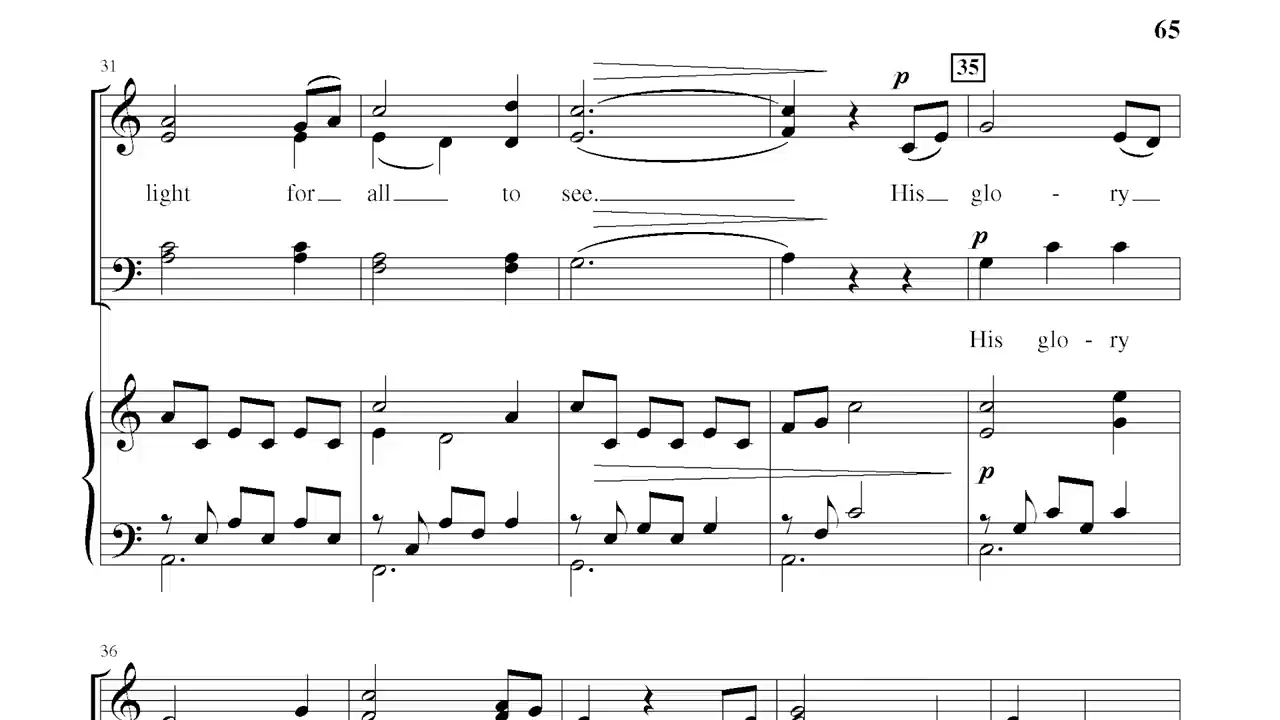 65
31
35
p
light for all to see. His glo - ry
p
His glo - ry
p
36